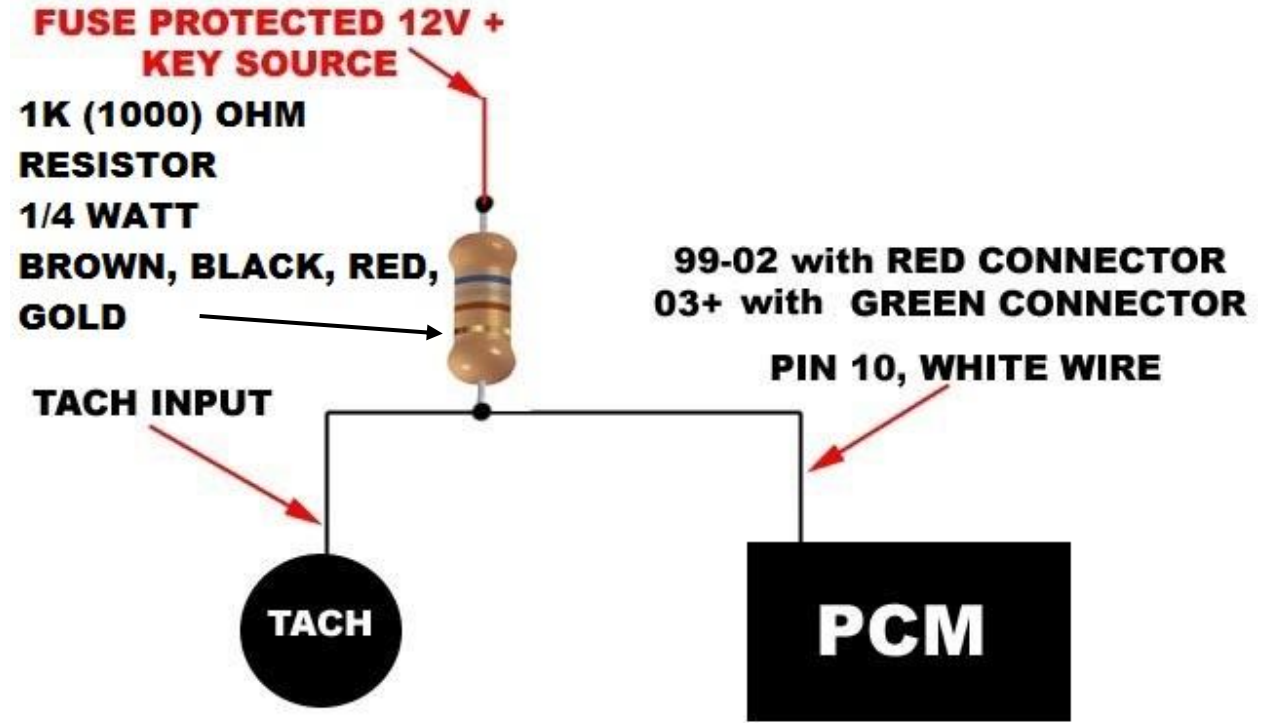 FUSE PROTECTED 12V +
KEY SOURCE
1K (1000) OHM
RESISTOR
1/4 WATT
BROWN, BLACK, RED,
GOLD
99-02 with RED CONNECTOR
03+ with GREEN CONNECTOR
PIN 10, WHITE WIRE
TACH INPUT
TACH
PCM